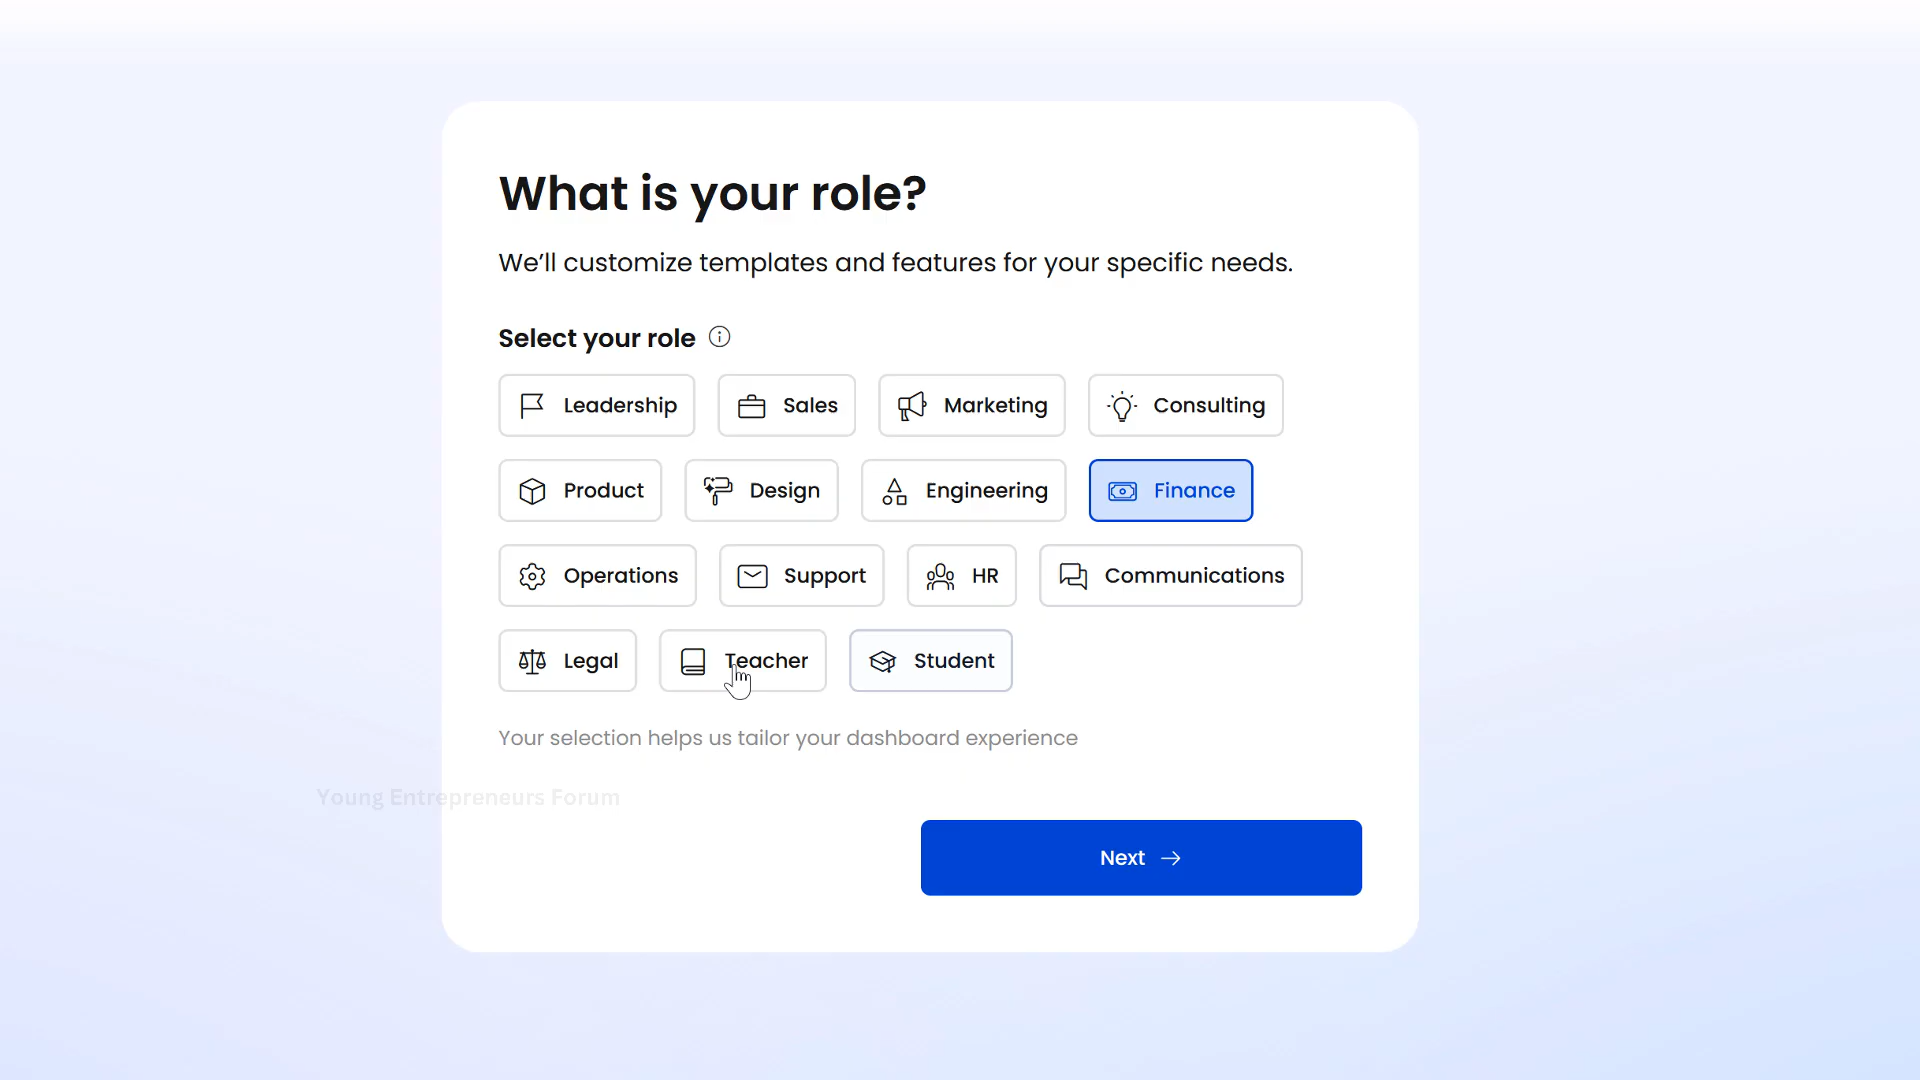 What is your role?
We’ll customize templates and features for your specific needs.
Select your role
Leadership Sales Marketing Consulting
Product Design Engineering Finance
Operations Support HR Communications
Legal Teacher Student
Your selection helps us tailor your dashboard experience
Young Entrepreneurs Forum
Next